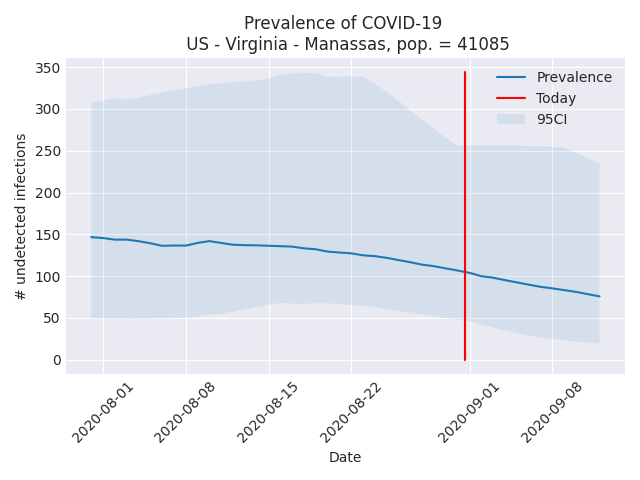 Prevalence of COVID-19
US - Virginia - Manassas, pop. = 41085
350
300
250
200
150
100
50
0
# undetected infections
Prevalence
Today
95CI
2020-08-01
2020-08-08
2020-08-15
2020-08-22
2020-09-01
2020-09-08
Date